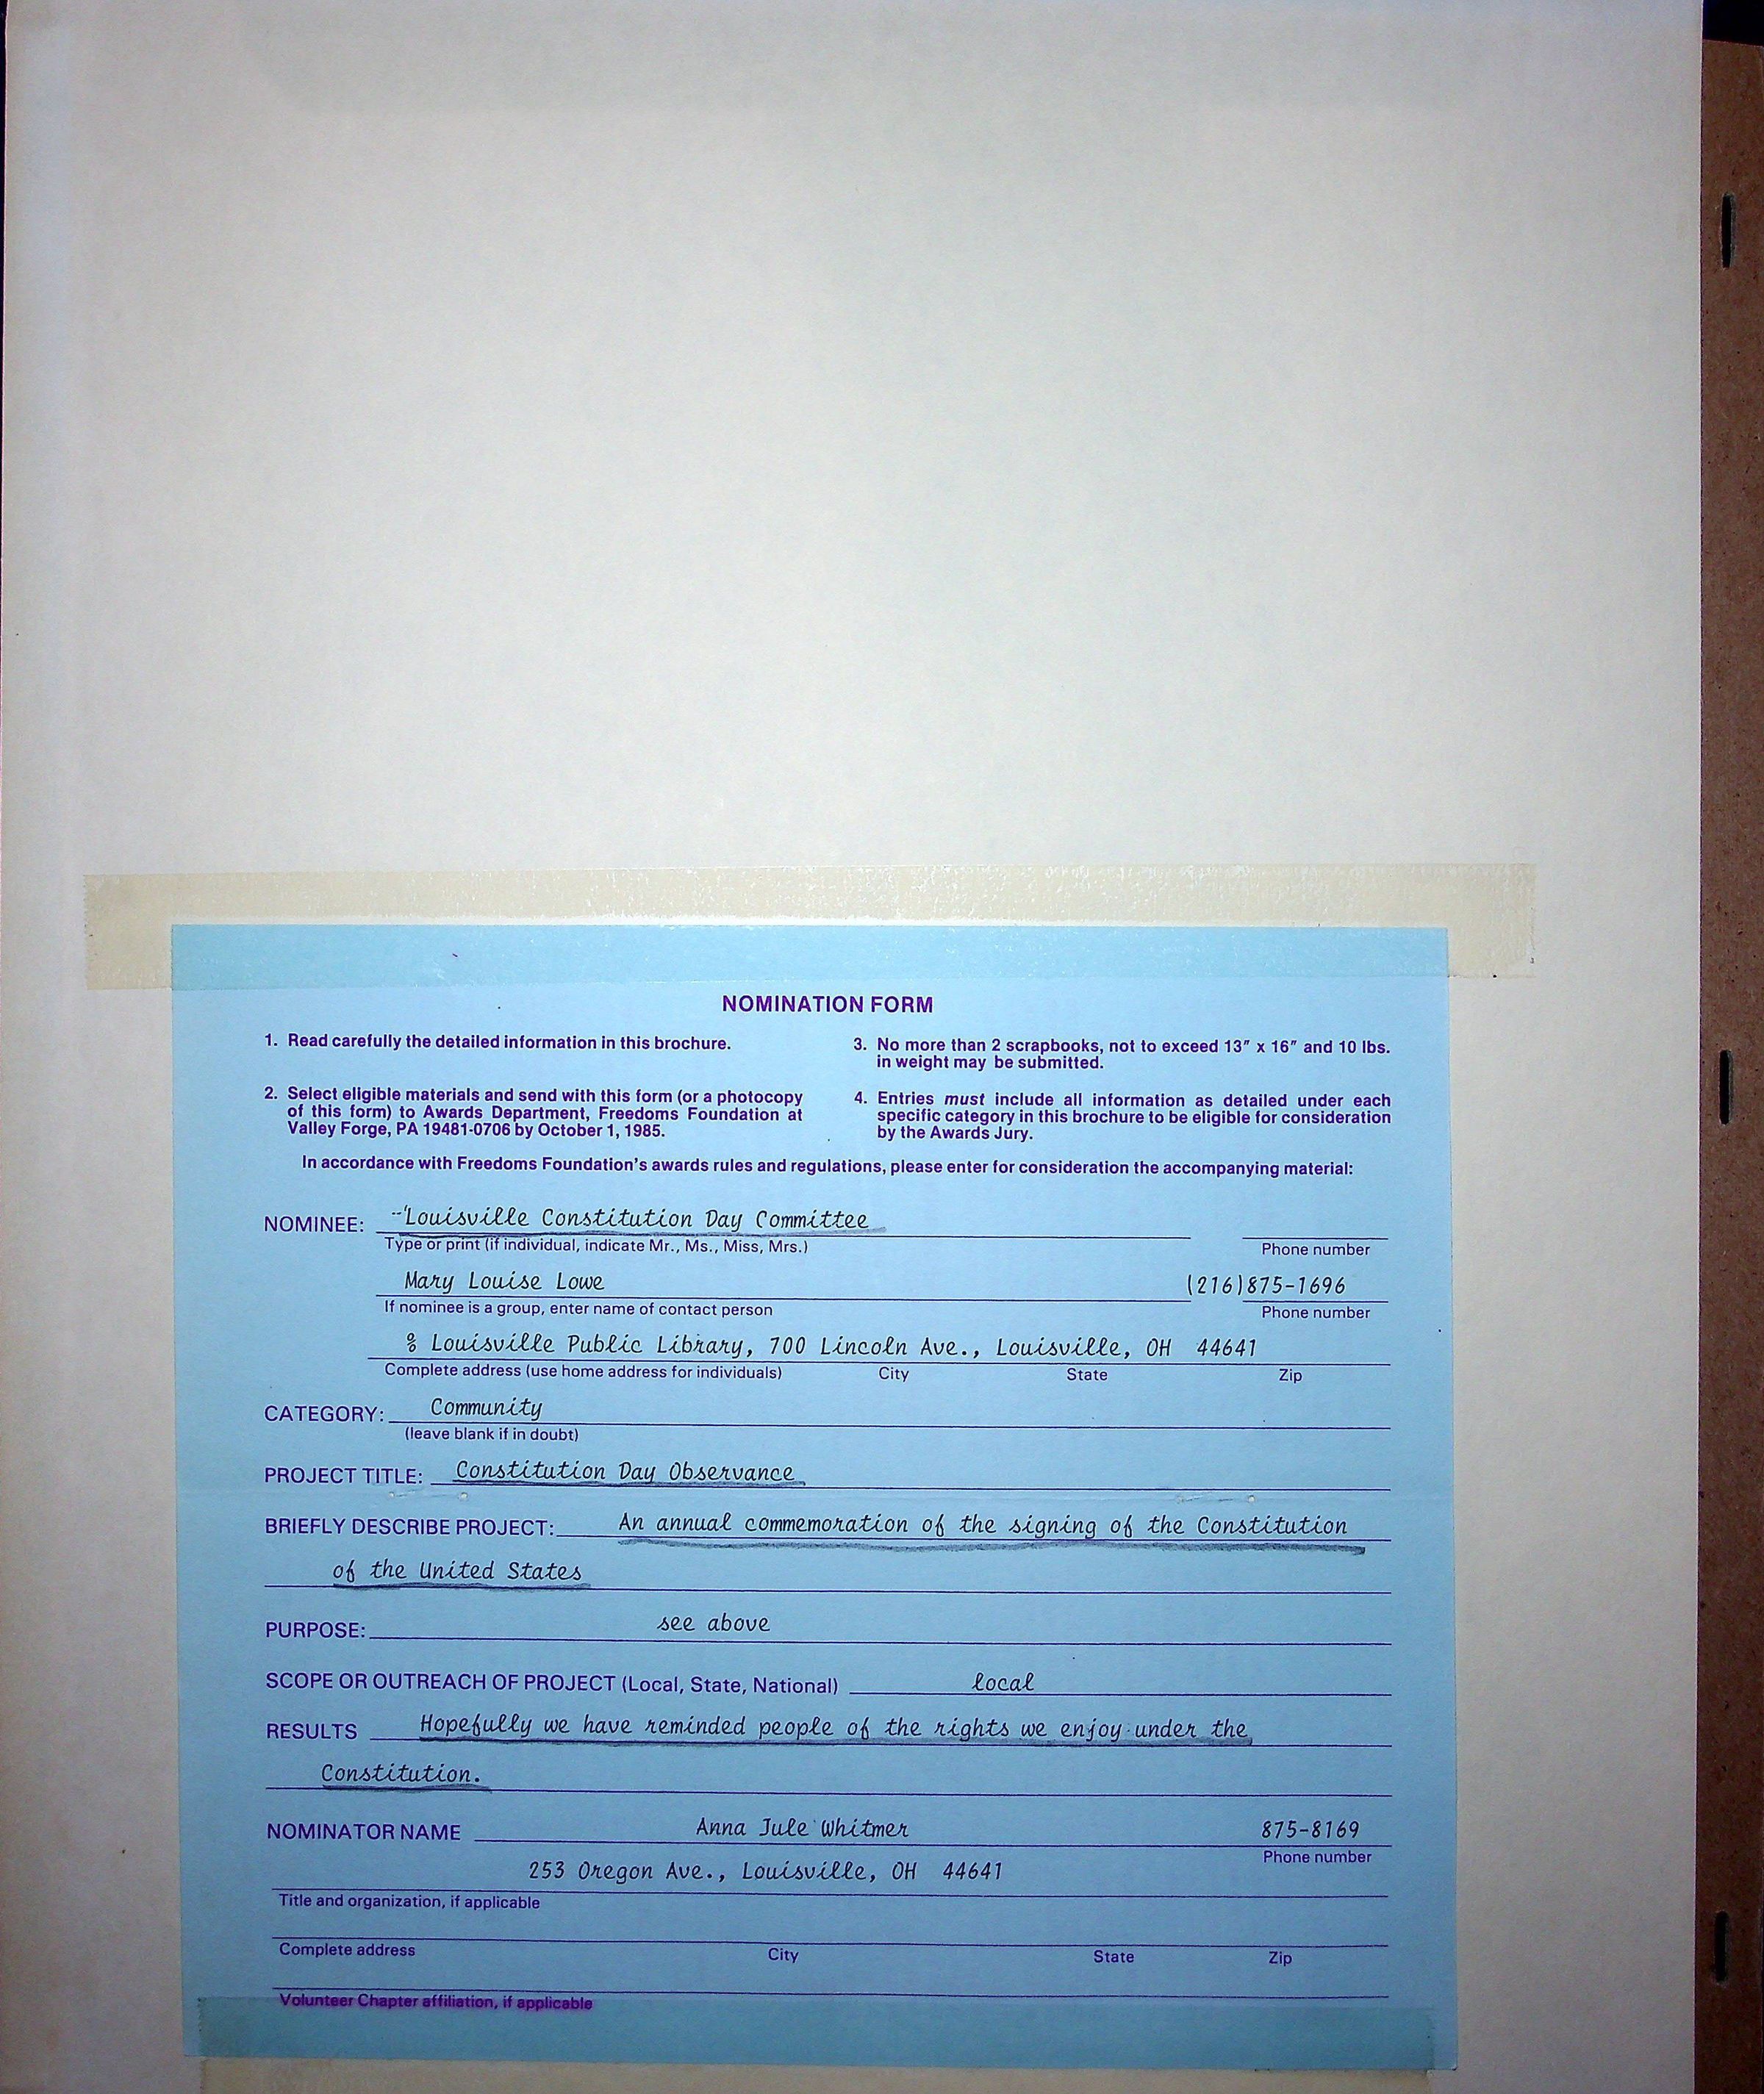 NOMINATION FORM
1. Read carefully the detailed information in this brochure.
2. Select eligible materials and send with this form (or a photocopy
of this form) to Awards Department, Freedoms Foundation at
Valley Forge, PA 19481-0706 by October 1, 1985.
3. No more than 2 scrapbooks, not to exceed 13" x 16" and 10 lbs.
in weight may be submitted.
4. Entries must include all information as detailed under each
specific category in this brochure to be eligible for consideration
by the Awards Jury.
In accordance with Freedoms Foundation's awards rules and regulations, please enter for consideration the accompanying material:
NOMINEE: Louisville Constitution Day Committee
Type or print (if individual, indicate Mr., Ms., Miss, Mrs.) Phone number
Mary Louise Lowe (216)875-1696
If nominee is a group, enter name of contact person Phone number
% Louisville Public Library, 700 Lincoln Ave., Louisville, OH 44641
Complete address (use home address for individuals) City State Zip
CATEGORY: Community
(leave blank if in doubt)
PROJECT TITLE: Constitution Day Observance
BRIEFLY DESCRIBE PROJECT: An annual commemoration of the signing of the Constitution
of the United States
PURPOSE: see above
SCOPE OR OUTREACH OF PROJECT (Local, State, National) local
RESULTS Hopefully we have reminded people of the rights we enjoy under the
Constitution.
NOMINATOR NAME Anna Jule Whitmer 875-8169
Phone number
253 Oregon Ave., Louisville, OH 44641
Title and organization, if applicable
Complete address City State Zip
Volunteer Chapter affiliation, if applicable